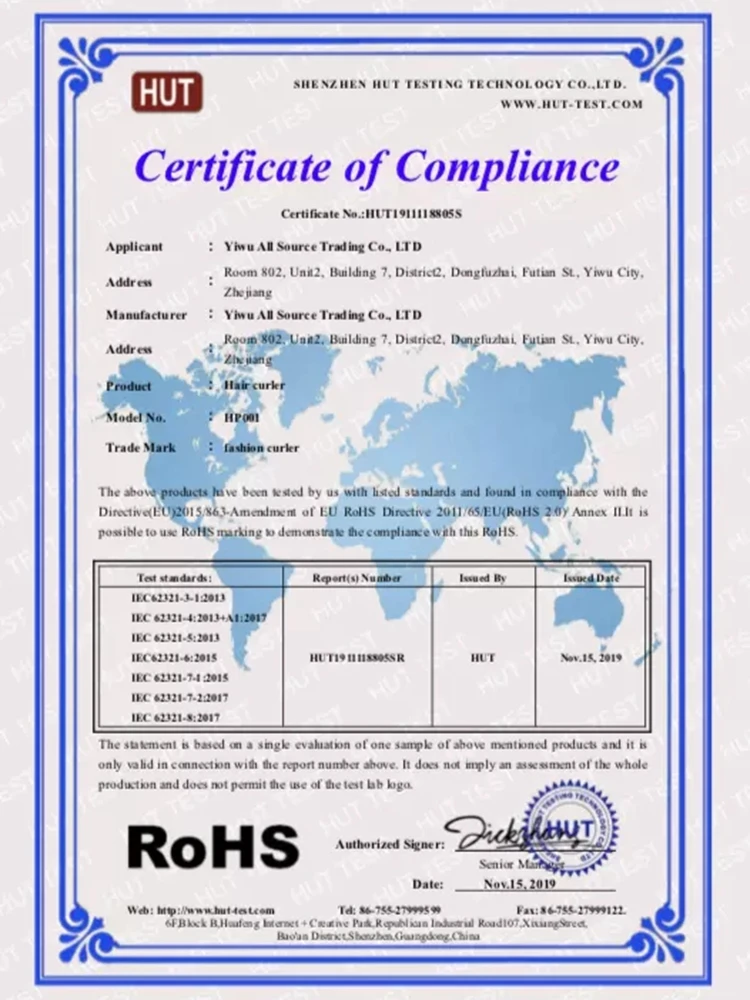 HUT
SHENZHEN HUT TESTING TECHNOLOGY CO.,LTD.
WWW.HUT-TEST.COM
Certificate of Compliance
Certificate No.:HUT1911118805S
Applicant : Yiwu All Source Trading Co., LTD
Address : Room 802, Unit2, Building 7, District2, Dongfuzhai, Futian St., Yiwu City,
Zhejiang
Manufacturer : Yiwu All Source Trading Co., LTD
Address : Room 802, Unit2, Building 7, District2, Dongfuzhai, Futian St., Yiwu City,
Zhejiang
Product : Hair curler
Model No. : HP001
Trade Mark : fashion curler
The above products have been tested by us with listed standards and found in compliance with the
Directive(EU)2015/863-Amendment of EU RoHS Directive 2011/65/EU(RoHS 2.0) Annex II.It is
possible to use RoHS marking to demonstrate the compliance with this RoHS.
Test standards: Report(s) Number Issued By Issued Date
IEC62321-3-1:2013
IEC 62321-4:2013+A1:2017
IEC 62321-5:2013
IEC62321-6:2015 HUT1911118805SR HUT Nov.15, 2019
IEC 62321-7-1:2015
IEC 62321-7-2:2017
IEC 62321-8:2017
The statement is based on a single evaluation of one sample of above mentioned products and it is
only valid in connection with the report number above. It does not imply an assessment of the whole
production and does not permit the use of the test lab logo.
RoHS
Authorized Signer: Dickzhang
HUT
Senior Manager
Date: Nov.15, 2019
Web: http://www.hut-test.com Tel: 86-755-27999599 Fax: 86-755-27999122.
6F,Block B,Huafeng Internet + Creative Park,Republican Industrial Road107,XixiangStreet,
Bao'an District,Shenzhen,Guangdong,China